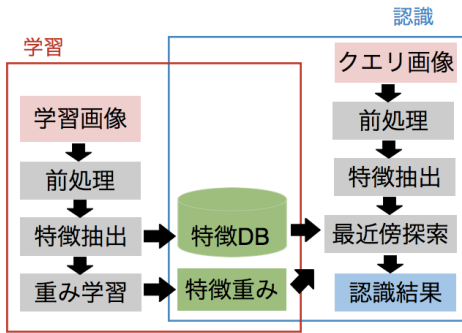 認識
学習
クエリ画像
学習画像
前処理
前処理
特徴抽出
特徴抽出
特徴DB
最近傍探索
重み学習
特徴重み
認識結果